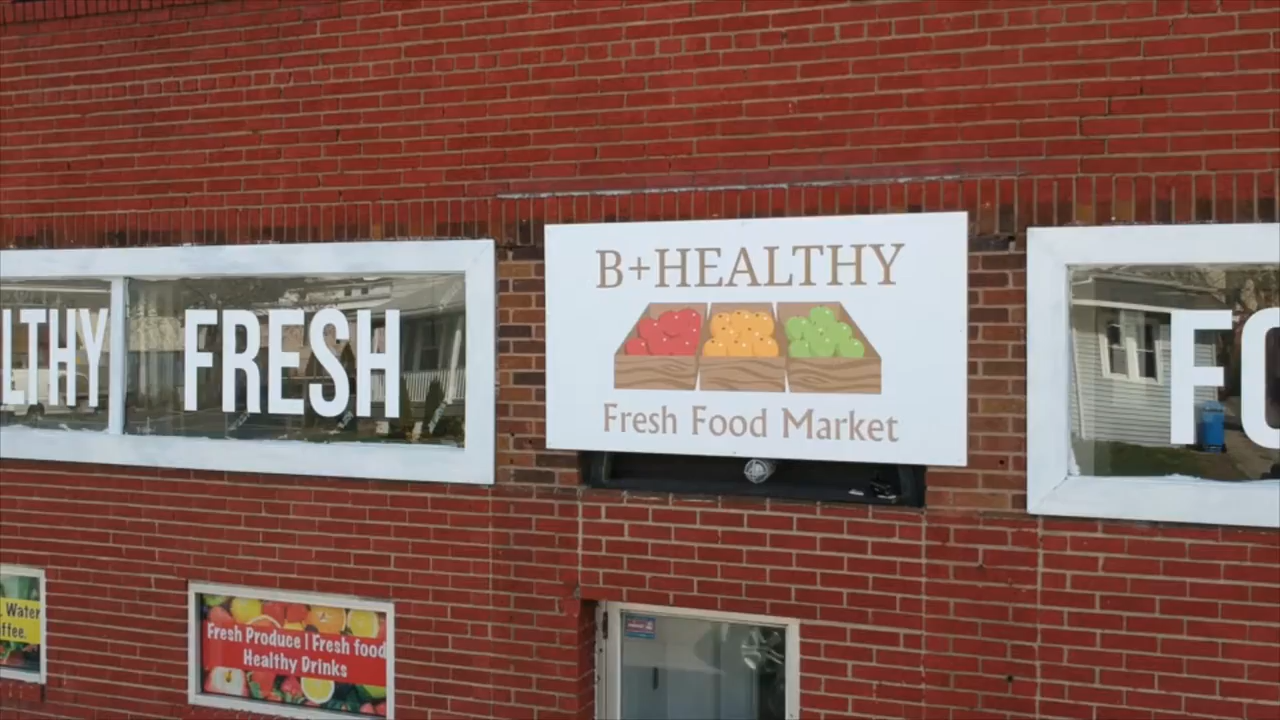 LTHY
FRESH
B+HEALTHY
Fresh Food Market
FO
Water
ffee.
Fresh Produce | Fresh food
Healthy Drinks